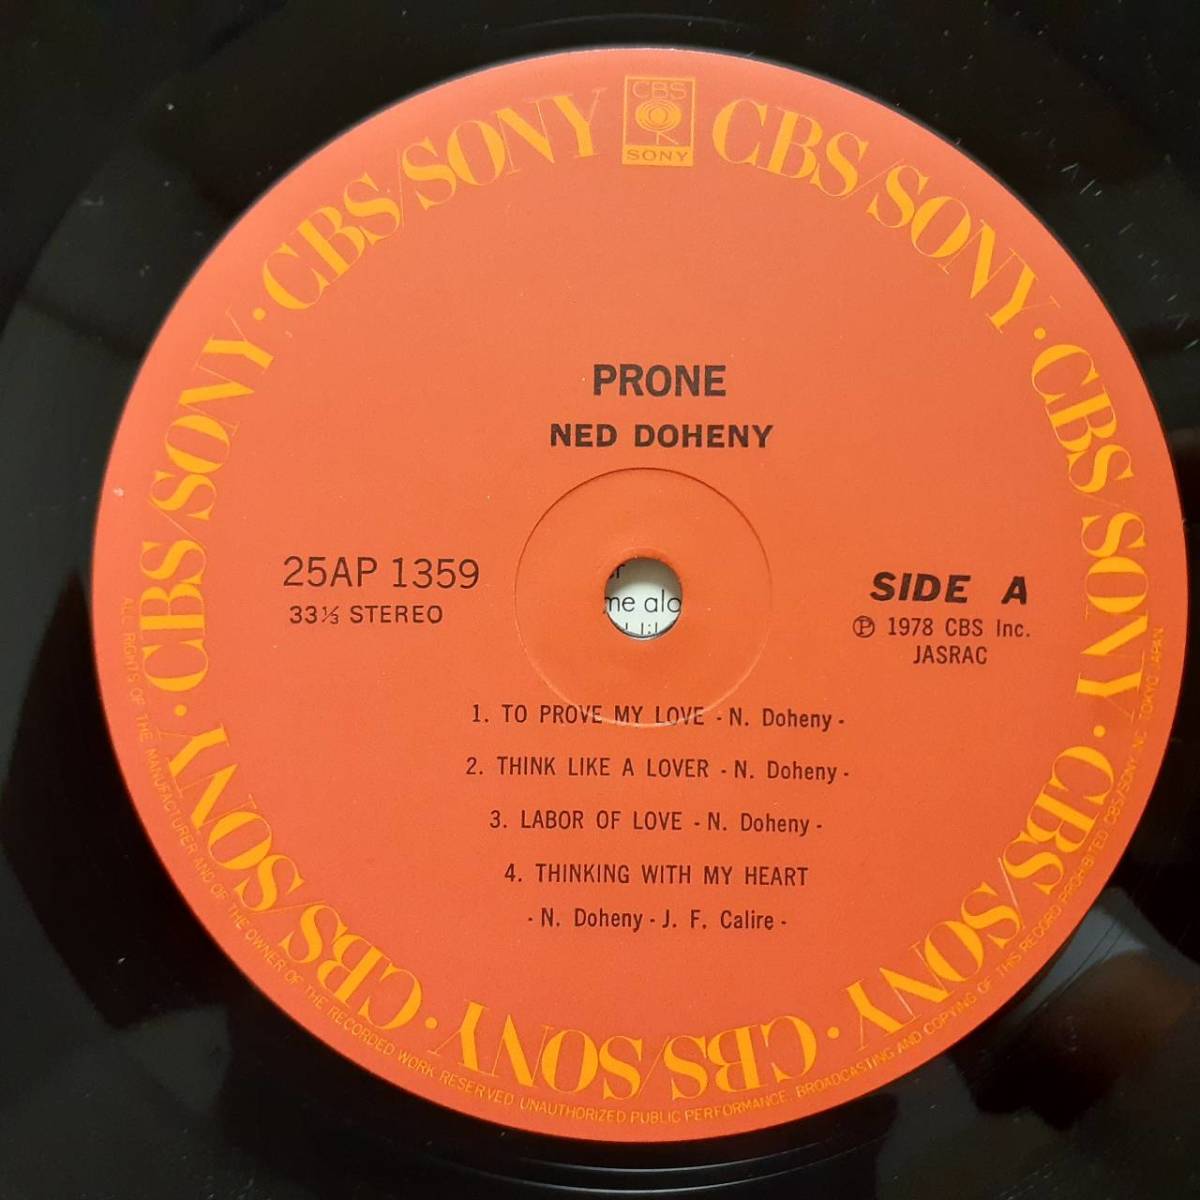 CBS
SONY
CBS/SONY · CBS/SONY · CBS/SONY · CBS/SONY · CBS/SONY · CBS/SONY · CBS/SONY ·
PRONE
NED DOHENY
25AP 1359
33⅓ STEREO
SIDE A
Ⓟ 1978 CBS Inc.
JASRAC
me alo
1. TO PROVE MY LOVE - N. Doheny -
2. THINK LIKE A LOVER - N. Doheny -
3. LABOR OF LOVE - N. Doheny -
4. THINKING WITH MY HEART
- N. Doheny - J. F. Calire -
ALL RIGHTS OF THE MANUFACTURER AND OF THE OWNER OF THE RECORDED WORK RESERVED. UNAUTHORIZED PUBLIC PERFORMANCE, BROADCASTING AND COPYING OF THIS RECORD PROHIBITED CBS/SONY INC. TOKYO JAPAN